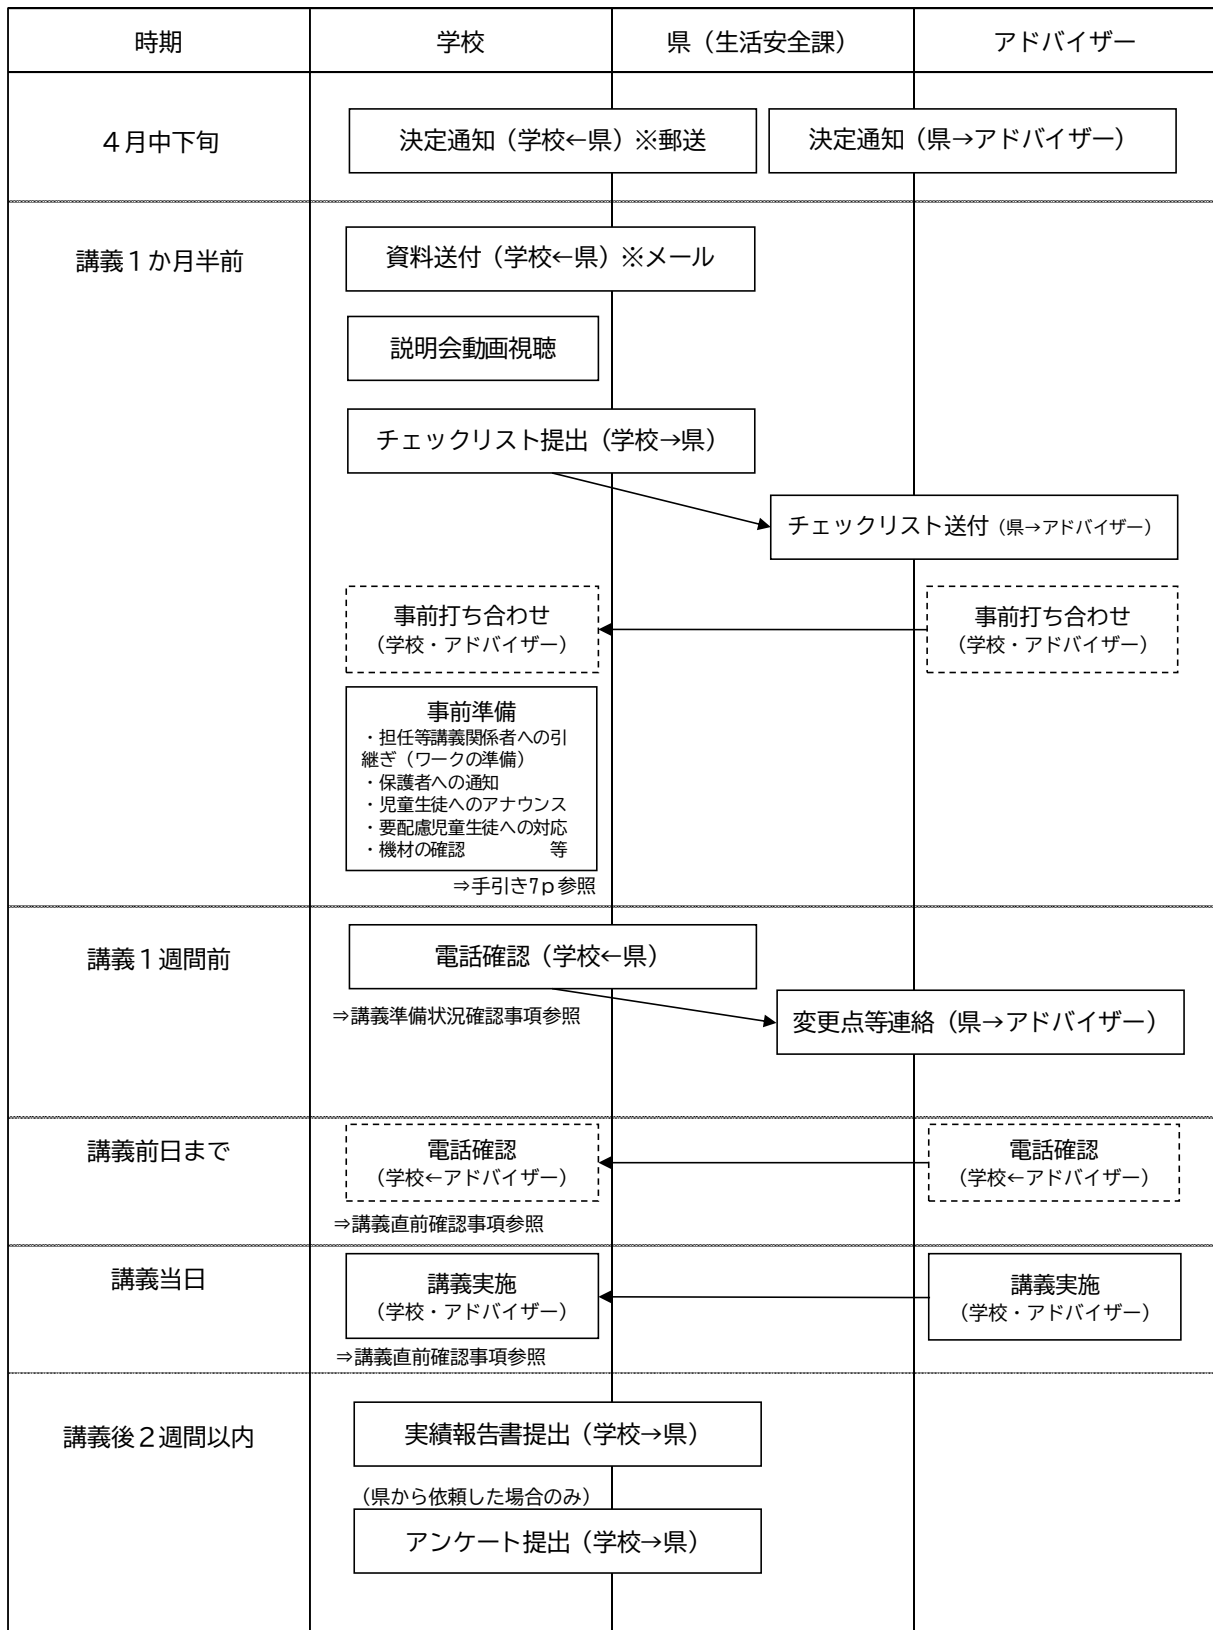 時期
学校
県（生活安全課）
アドバイザー
４月中下旬
決定通知（学校←県）※郵送
決定通知（県→アドバイザー）
講義１か月半前
資料送付（学校←県）※メール
説明会動画視聴
チェックリスト提出（学校→県）
チェックリスト送付（県→アドバイザー）
事前打ち合わせ
（学校・アドバイザー）
事前打ち合わせ
（学校・アドバイザー）
事前準備
・担任等講義関係者への引
継ぎ（ワークの準備）
・保護者への通知
・児童生徒へのアナウンス
・要配慮児童生徒への対応
・機材の確認　　　　等
⇒手引き7ｐ参照
講義１週間前
電話確認（学校←県）
⇒講義準備状況確認事項参照
変更点等連絡（県→アドバイザー）
講義前日まで
電話確認
（学校←アドバイザー）
電話確認
（学校←アドバイザー）
⇒講義直前確認事項参照
講義当日
講義実施
（学校・アドバイザー）
講義実施
（学校・アドバイザー）
⇒講義直前確認事項参照
講義後２週間以内
実績報告書提出（学校→県）
（県から依頼した場合のみ）
アンケート提出（学校→県）